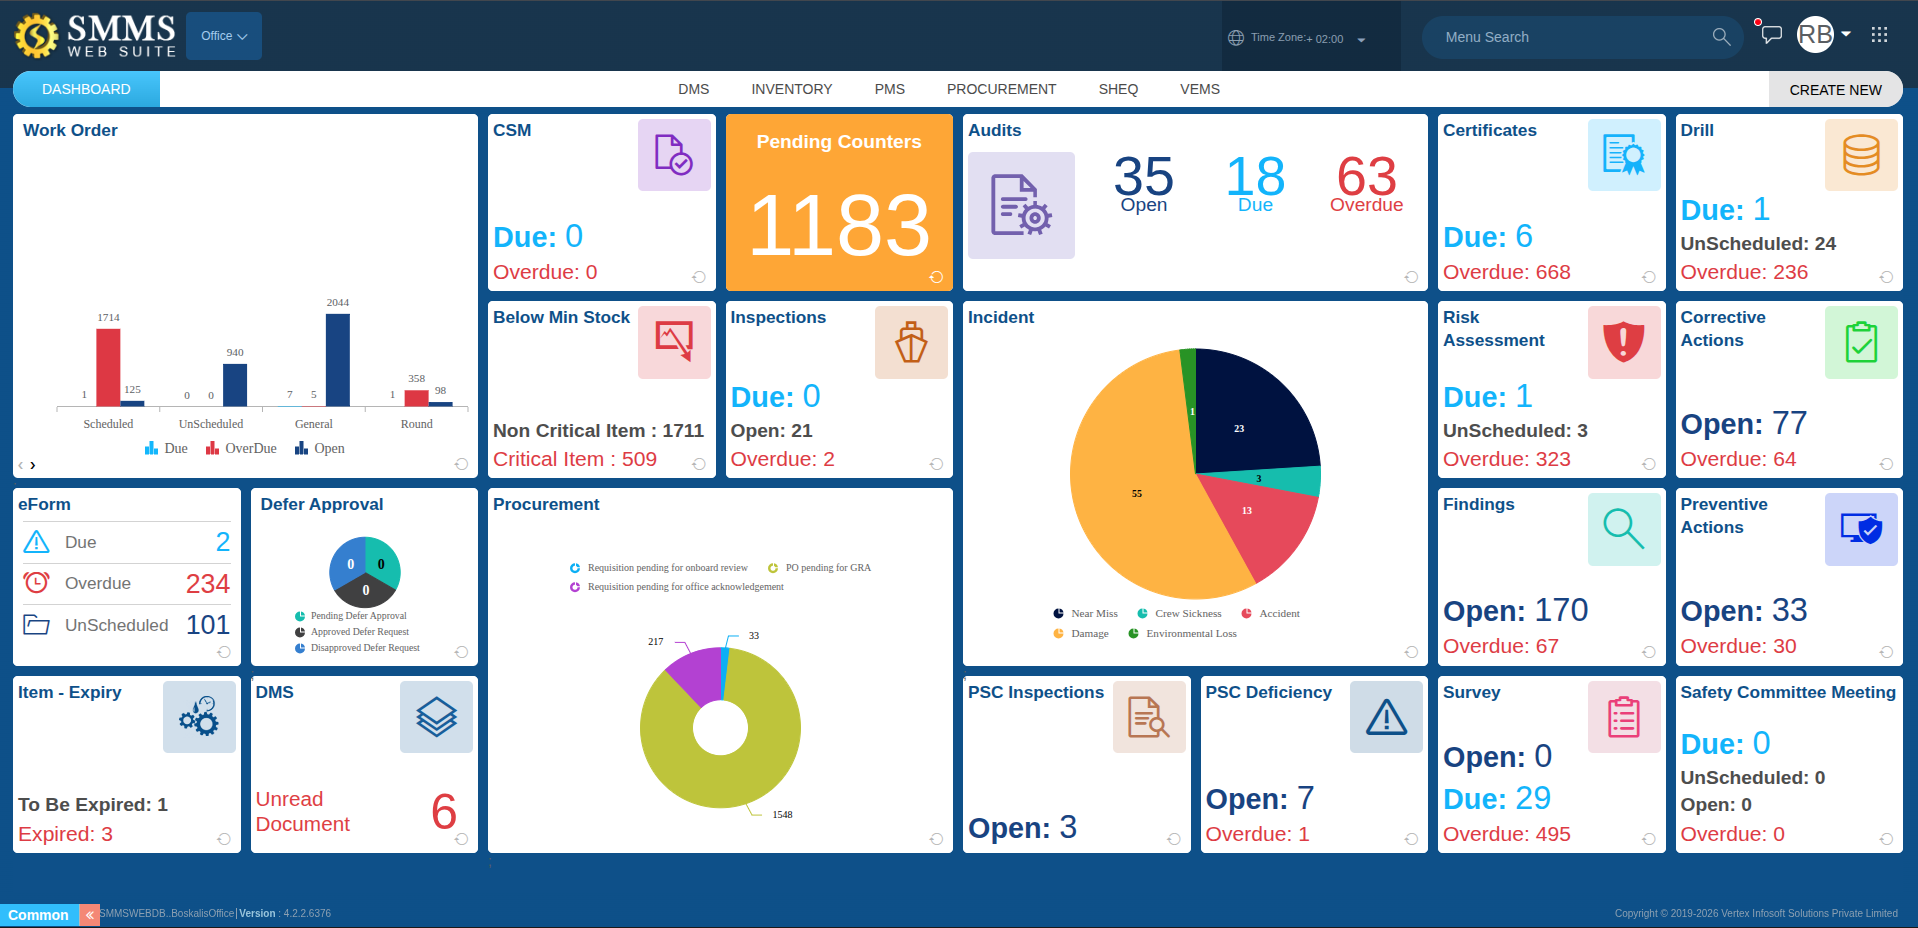 SMMS
WEB SUITE
Office
Time Zone:+ 02:00
Menu Search
RB
DASHBOARD
DMS
INVENTORY
PMS
PROCUREMENT
SHEQ
VEMS
CREATE NEW
Work Order
2044
1714
940
358
125
98
1
0
0
7
5
1
Scheduled
UnScheduled
General
Round
Due
OverDue
Open
CSM
Due: 0
Overdue: 0
Pending Counters
1183
Audits
35
18
63
Open
Due
Overdue
Certificates
Due: 6
Overdue: 668
Drill
Due: 1
UnScheduled: 24
Overdue: 236
Below Min Stock
Non Critical Item : 1711
Critical Item : 509
Inspections
Due: 0
Open: 21
Overdue: 2
Incident
1
23
3
55
13
Near Miss
Crew Sickness
Accident
Damage
Environmental Loss
Risk
Assessment
Due: 1
UnScheduled: 3
Overdue: 323
Corrective
Actions
Open: 77
Overdue: 64
eForm
Due 2
Overdue 234
UnScheduled 101
Defer Approval
0
0
0
Pending Defer Approval
Approved Defer Request
Disapproved Defer Request
Procurement
Requisition pending for onboard review
PO pending for GRA
Requisition pending for office acknowledgement
217
33
1548
Findings
Open: 170
Overdue: 67
Preventive
Actions
Open: 33
Overdue: 30
Item - Expiry
To Be Expired: 1
Expired: 3
DMS
Unread
Document
6
PSC Inspections
Open: 3
PSC Deficiency
Open: 7
Overdue: 1
Survey
Open: 0
Due: 29
Overdue: 495
Safety Committee Meeting
Due: 0
UnScheduled: 0
Open: 0
Overdue: 0
Common
SMMSWEBDB..BoskalisOffice|Version : 4.2.2.6376
Copyright © 2019-2026 Vertex Infosoft Solutions Private Limited